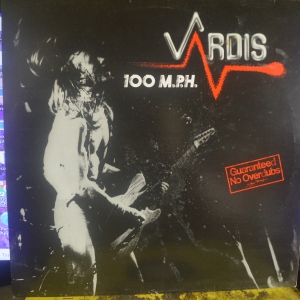 VARDIS
100 M.P.H.
Guaranteed
No Overdubs